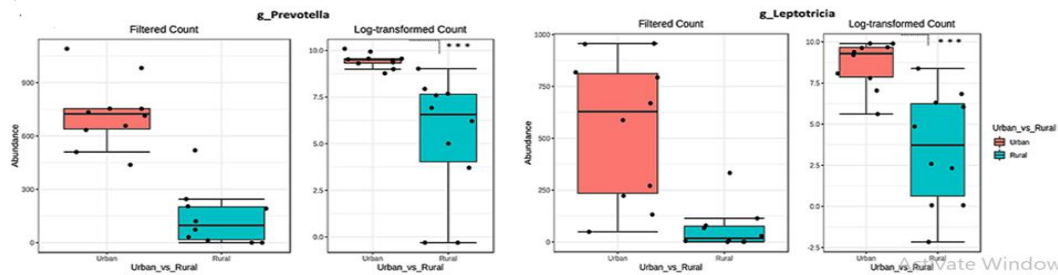 g_Prevotella
Filtered Count
Log-transformed Count
Abundance
900
600
300
0
10.0
7.5
5.0
2.5
0.0
***
Urban
Rural
Urban
Rural
Urban_vs_Rural
g_Leptotricia
Filtered Count
Log-transformed Count
Abundance
1000
750
500
250
0
10.0
7.5
5.0
2.5
0.0
-2.5
***
Urban
Rural
Urban
Rural
Urban_vs_Rural
Urban_vs_Rural
Urban
Rural
Activate Window